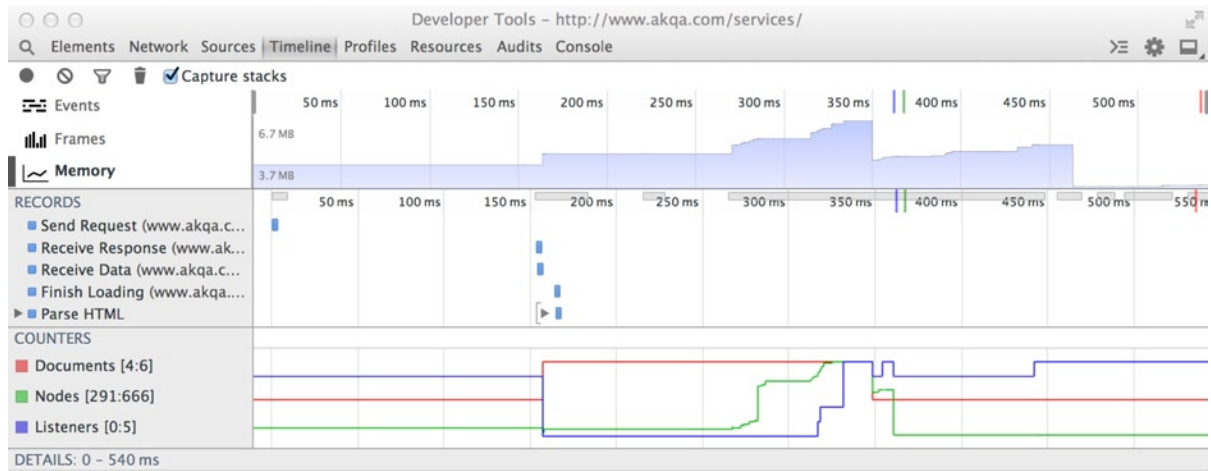 Developer Tools – http://www.akqa.com/services/
Elements Network Sources Timeline Profiles Resources Audits Console
Capture stacks
Events
50 ms 100 ms 150 ms 200 ms 250 ms 300 ms 350 ms 400 ms 450 ms 500 ms
Frames
6.7 MB
Memory
3.7 MB
RECORDS
50 ms 100 ms 150 ms 200 ms 250 ms 300 ms 350 ms 400 ms 450 ms 500 ms 550 m
Send Request (www.akqa.c...
Receive Response (www.ak...
Receive Data (www.akqa.c...
Finish Loading (www.akqa....
Parse HTML
COUNTERS
Documents [4:6]
Nodes [291:666]
Listeners [0:5]
DETAILS: 0 – 540 ms